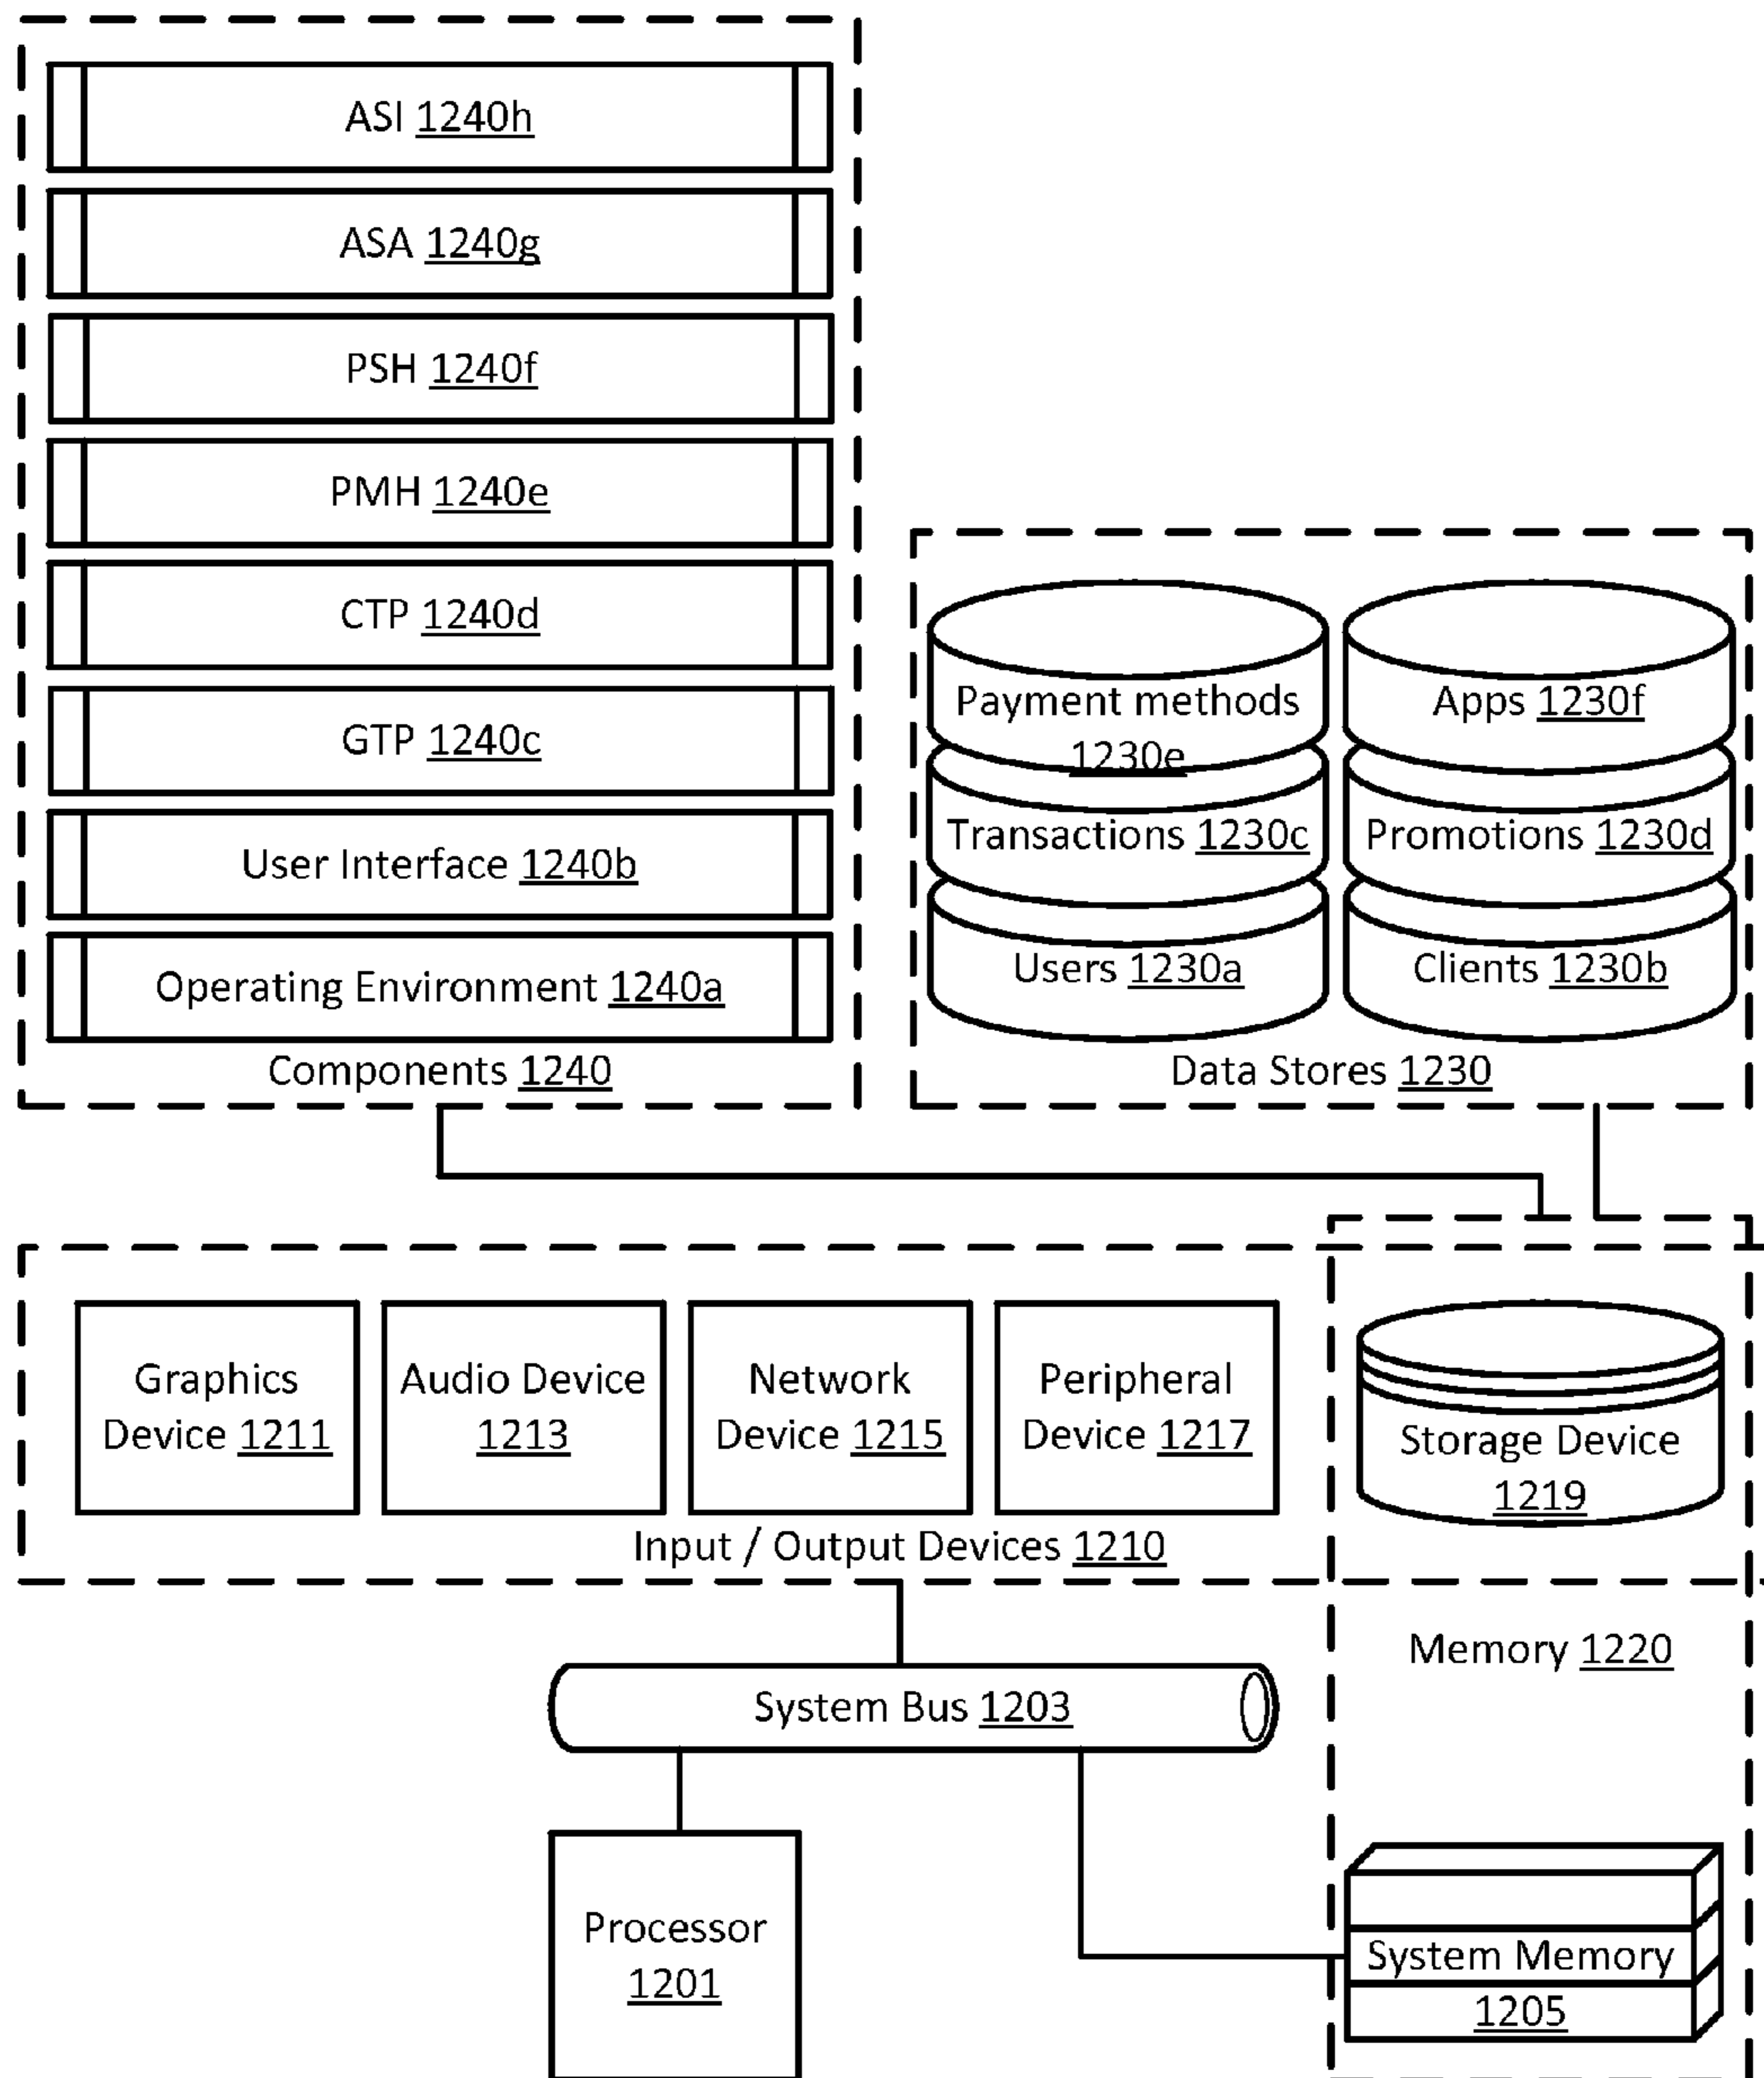 ASI 1240h
ASA 1240g
PSH 1240f
PMH 1240e
CTP 1240d
GTP 1240c
User Interface 1240b
Operating Environment 1240a
Components 1240
Payment methods
1230e
Apps 1230f
Transactions 1230c
Promotions 1230d
Users 1230a
Clients 1230b
Data Stores 1230
Graphics
Device 1211
Audio Device
1213
Network
Device 1215
Peripheral
Device 1217
Storage Device
1219
Input / Output Devices 1210
Memory 1220
System Bus 1203
Processor
1201
System Memory
1205